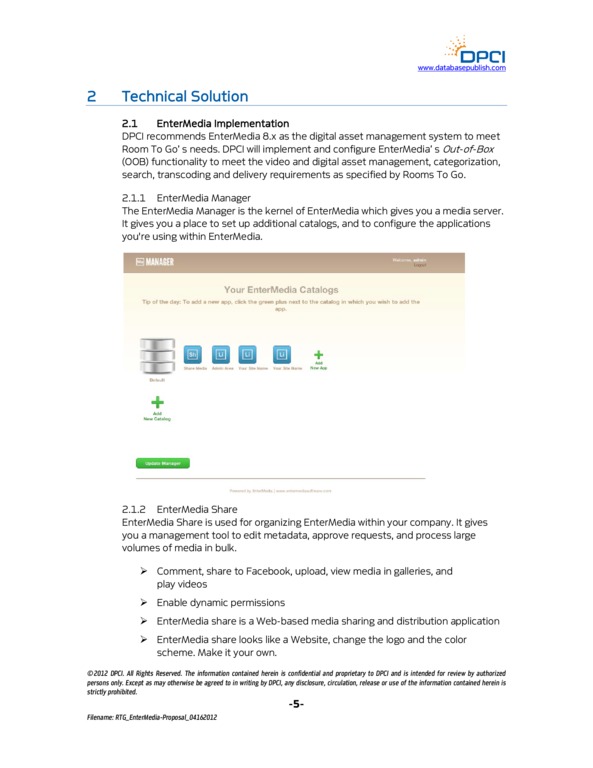 DPCI
www.databasepublish.com
2 Technical Solution
2.1 EnterMedia Implementation
DPCI recommends EnterMedia 8.x as the digital asset management system to meet
Room To Go' s needs. DPCI will implement and configure EnterMedia' s Out-of-Box
(OOB) functionality to meet the video and digital asset management, categorization,
search, transcoding and delivery requirements as specified by Rooms To Go.
2.1.1 EnterMedia Manager
The EnterMedia Manager is the kernel of EnterMedia which gives you a media server.
It gives you a place to set up additional catalogs, and to configure the applications
you're using within EnterMedia.
MANAGER
Welcome, admin
Logout
Your EnterMedia Catalogs
Tip of the day: To add a new app, click the green plus next to the catalog in which you wish to add the
app.
Sh LI LI LI
Share Media Admin Area Your Site Name Your Site Name
Add
New App
Default
Add
New Catalog
Update Manager
Powered by EnterMedia |
2.1.2 EnterMedia Share
EnterMedia Share is used for organizing EnterMedia within your company. It gives
you a management tool to edit metadata, approve requests, and process large
volumes of media in bulk.
➢ Comment, share to Facebook, upload, view media in galleries, and
play videos
➢ Enable dynamic permissions
➢ EnterMedia share is a Web-based media sharing and distribution application
➢ EnterMedia share looks like a Website, change the logo and the color
scheme. Make it your own.
©2012 DPCI. All Rights Reserved. The information contained herein is confidential and proprietary to DPCI and is intended for review by authorized
persons only. Except as may otherwise be agreed to in writing by DPCI, any disclosure, circulation, release or use of the information contained herein is
strictly prohibited.
-5-
Filename: RTG_EnterMedia-Proposal_04162012